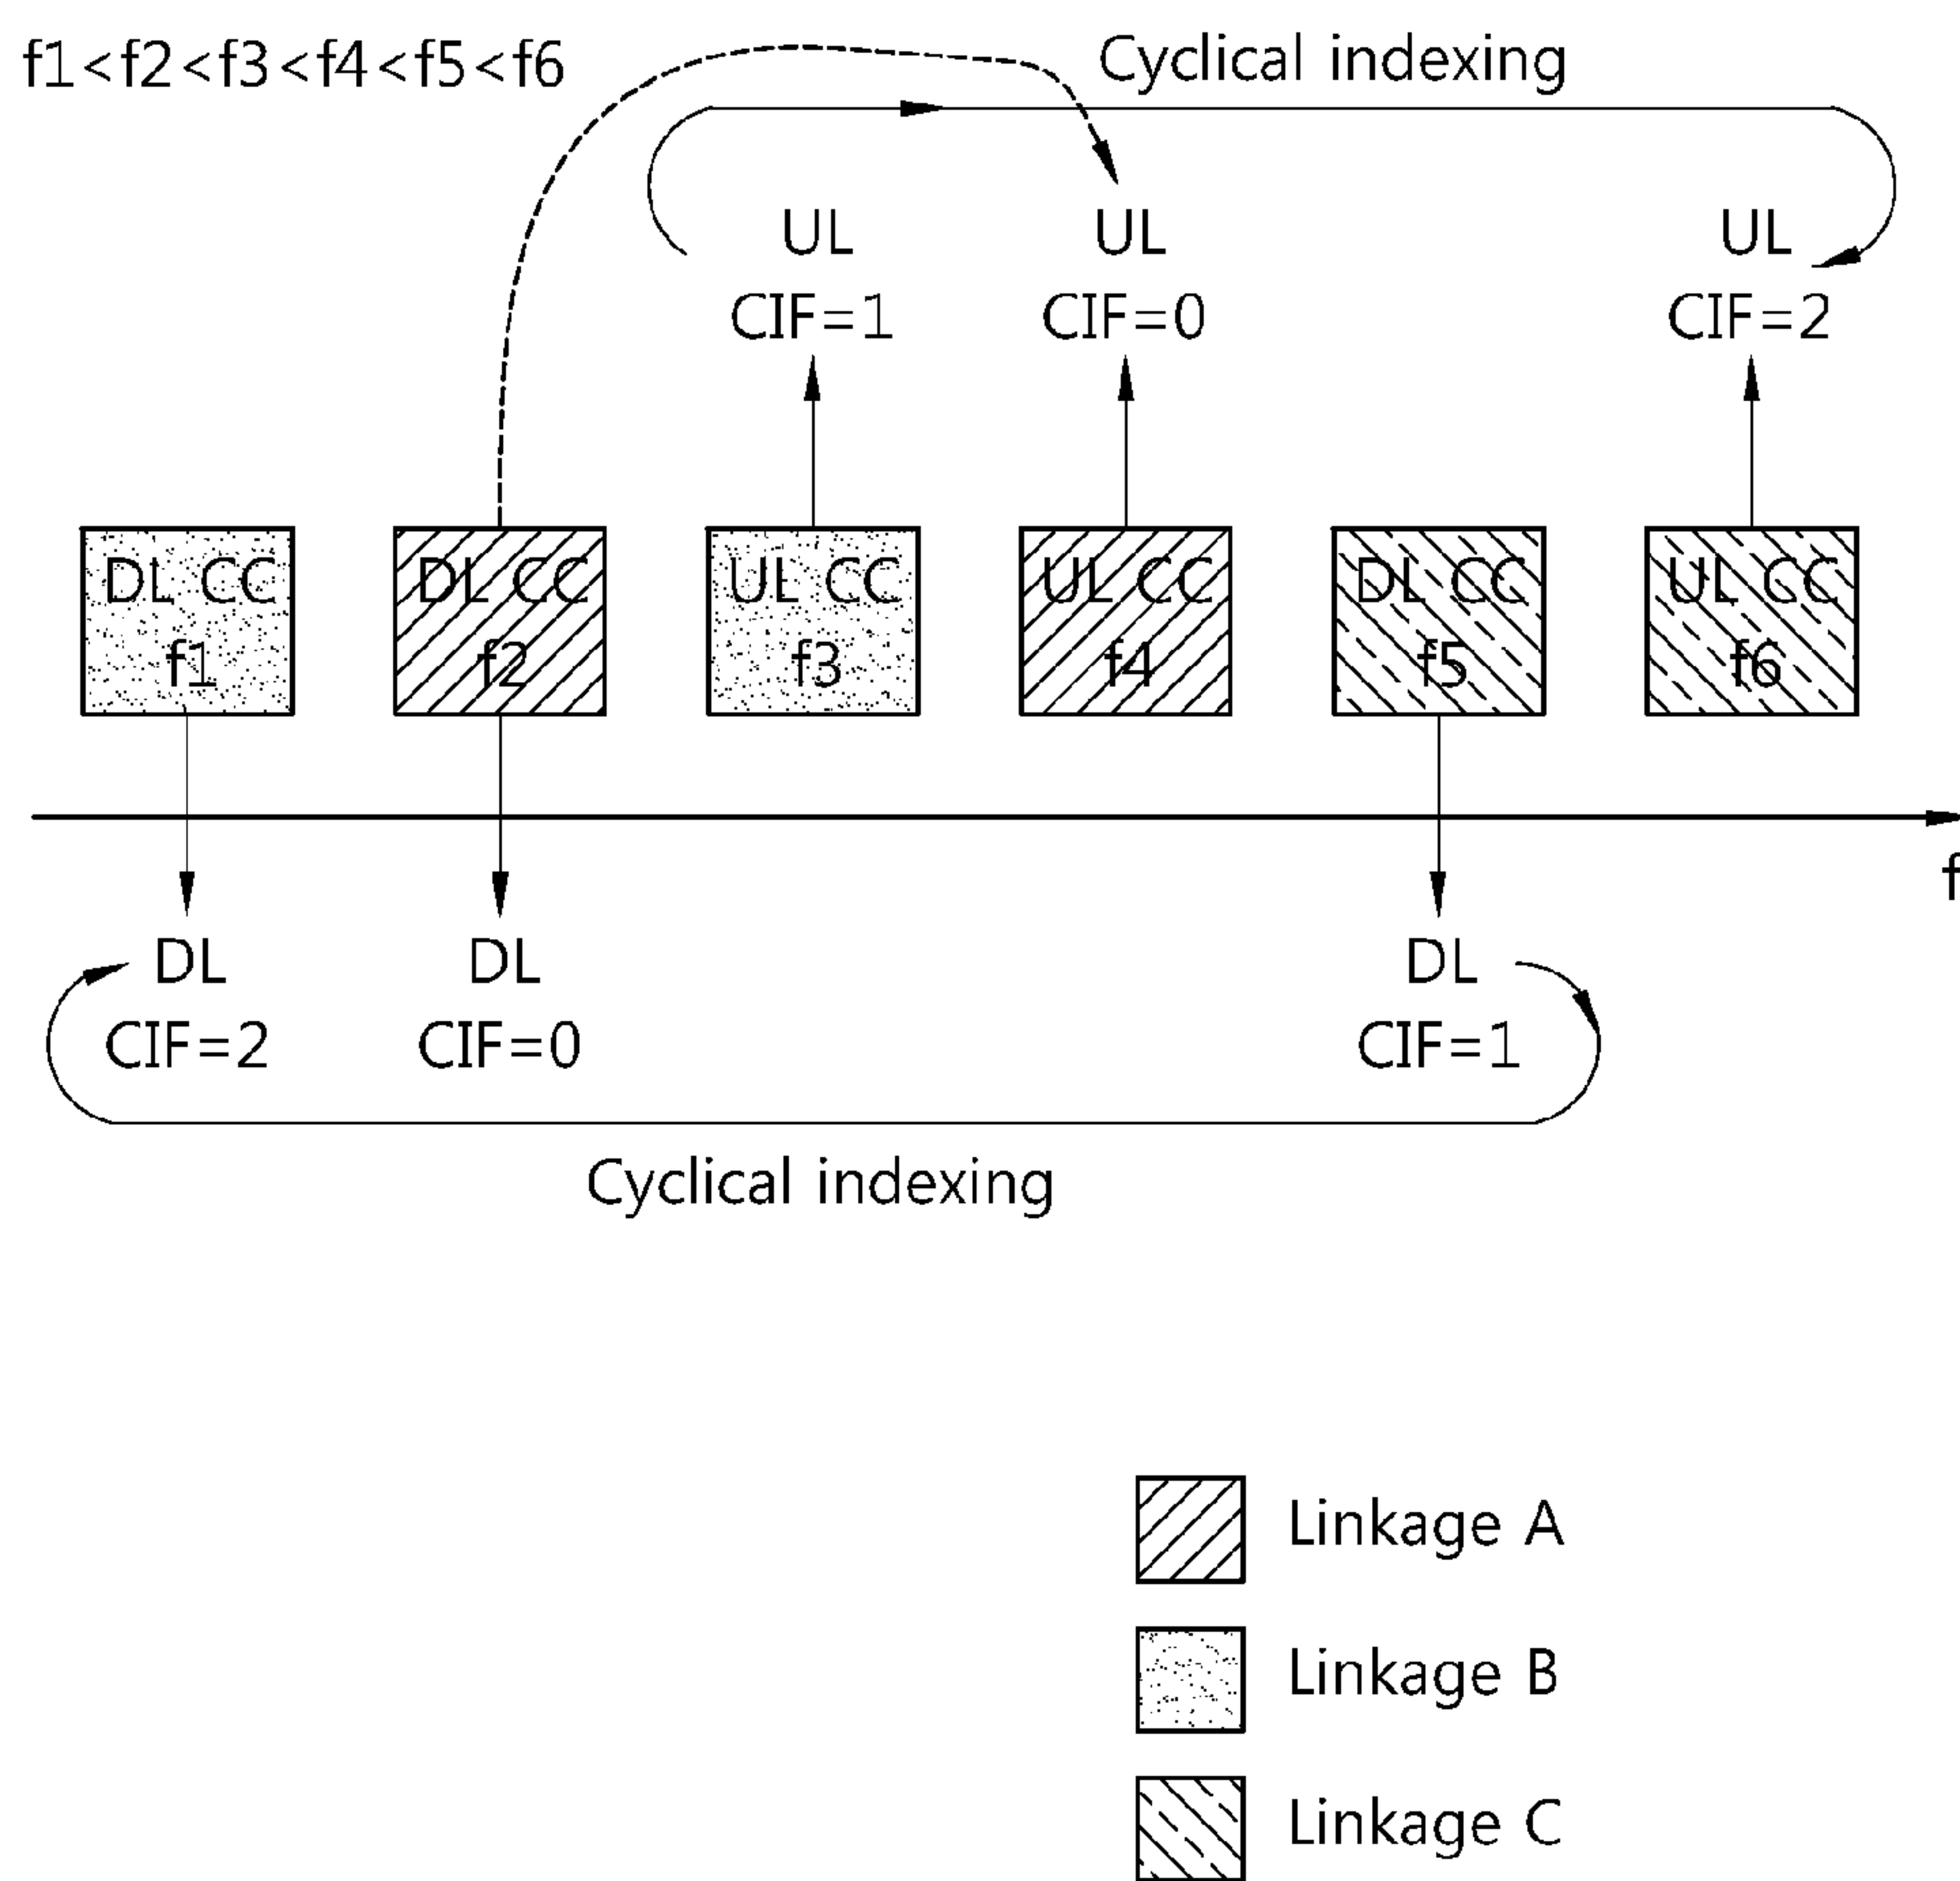 f1<f2<f3<f4<f5<f6
Cyclical indexing
UL UL UL
CIF=1 CIF=0 CIF=2
DL CC DL CC UL CC UL CC DL CC UL CC
f1 f2 f3 f4 f5 f6
f
DL DL DL
CIF=2 CIF=0 CIF=1
Cyclical indexing
Linkage A
Linkage B
Linkage C